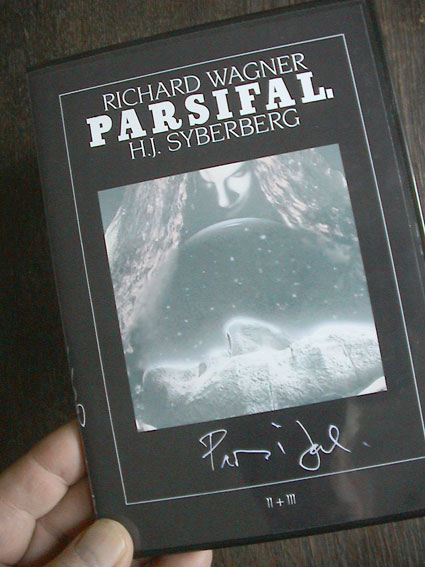 RICHARD WAGNER
PARSIFAL.
H.J. SYBERBERG
Parsifal.
II + III